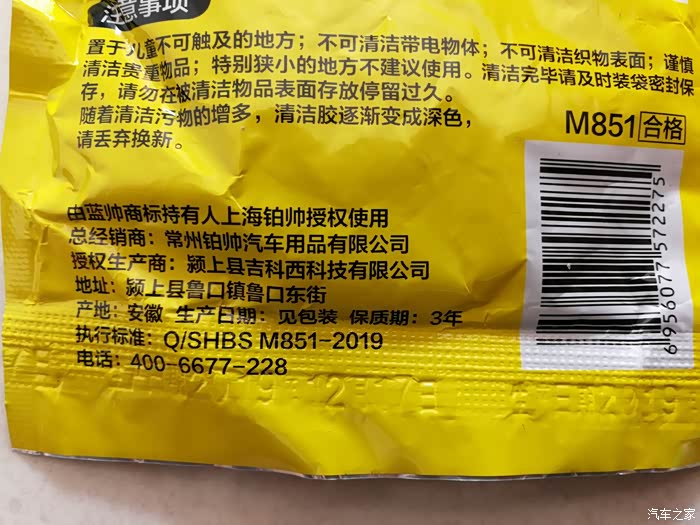 注意事项
置于儿童不可触及的地方；不可清洁带电物体；不可清洁织物表面；谨慎
清洁贵重物品；特别狭小的地方不建议使用。清洁完毕请及时装袋密封保
存，请勿在被清洁物品表面存放停留过久。
随着清洁污物的增多，清洁胶逐渐变成深色，
请丢弃换新。
M851 合格
6956077572275
由蓝帅商标持有人上海铂帅授权使用
总经销商：常州铂帅汽车用品有限公司
授权生产商：颍上县吉科西科技有限公司
地址：颍上县鲁口镇鲁口东街
产地：安徽 生产日期：见包装 保质期：3年
执行标准：Q/SHBS M851-2019
电话：400-6677-228
2019 12 17
汽车之家